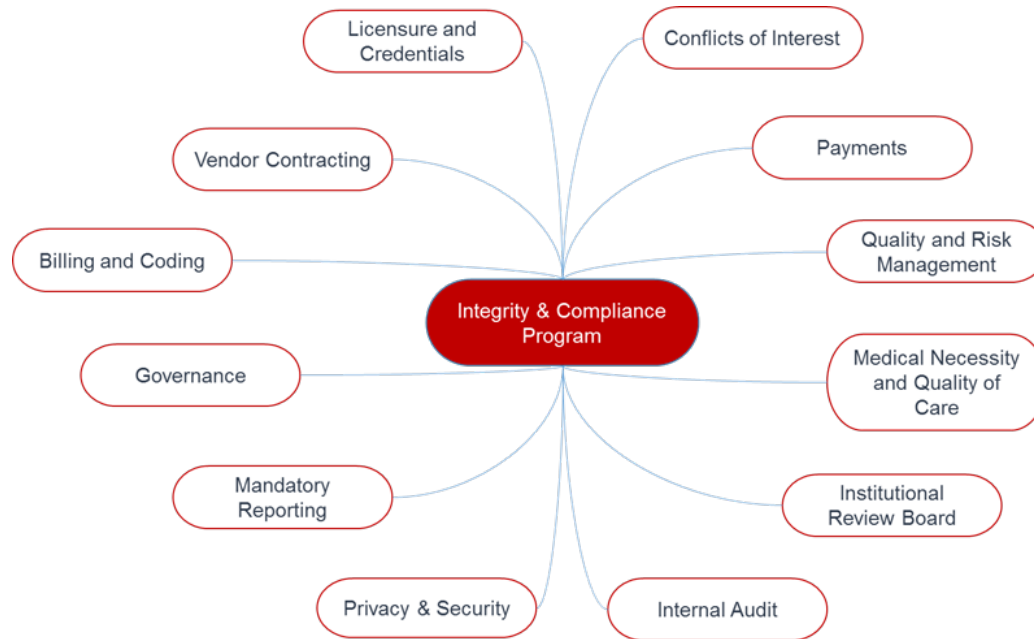 Licensure and
Credentials
Conflicts of Interest
Vendor Contracting
Payments
Billing and Coding
Quality and Risk
Management
Integrity & Compliance
Program
Governance
Medical Necessity
and Quality of
Care
Mandatory
Reporting
Institutional
Review Board
Privacy & Security
Internal Audit